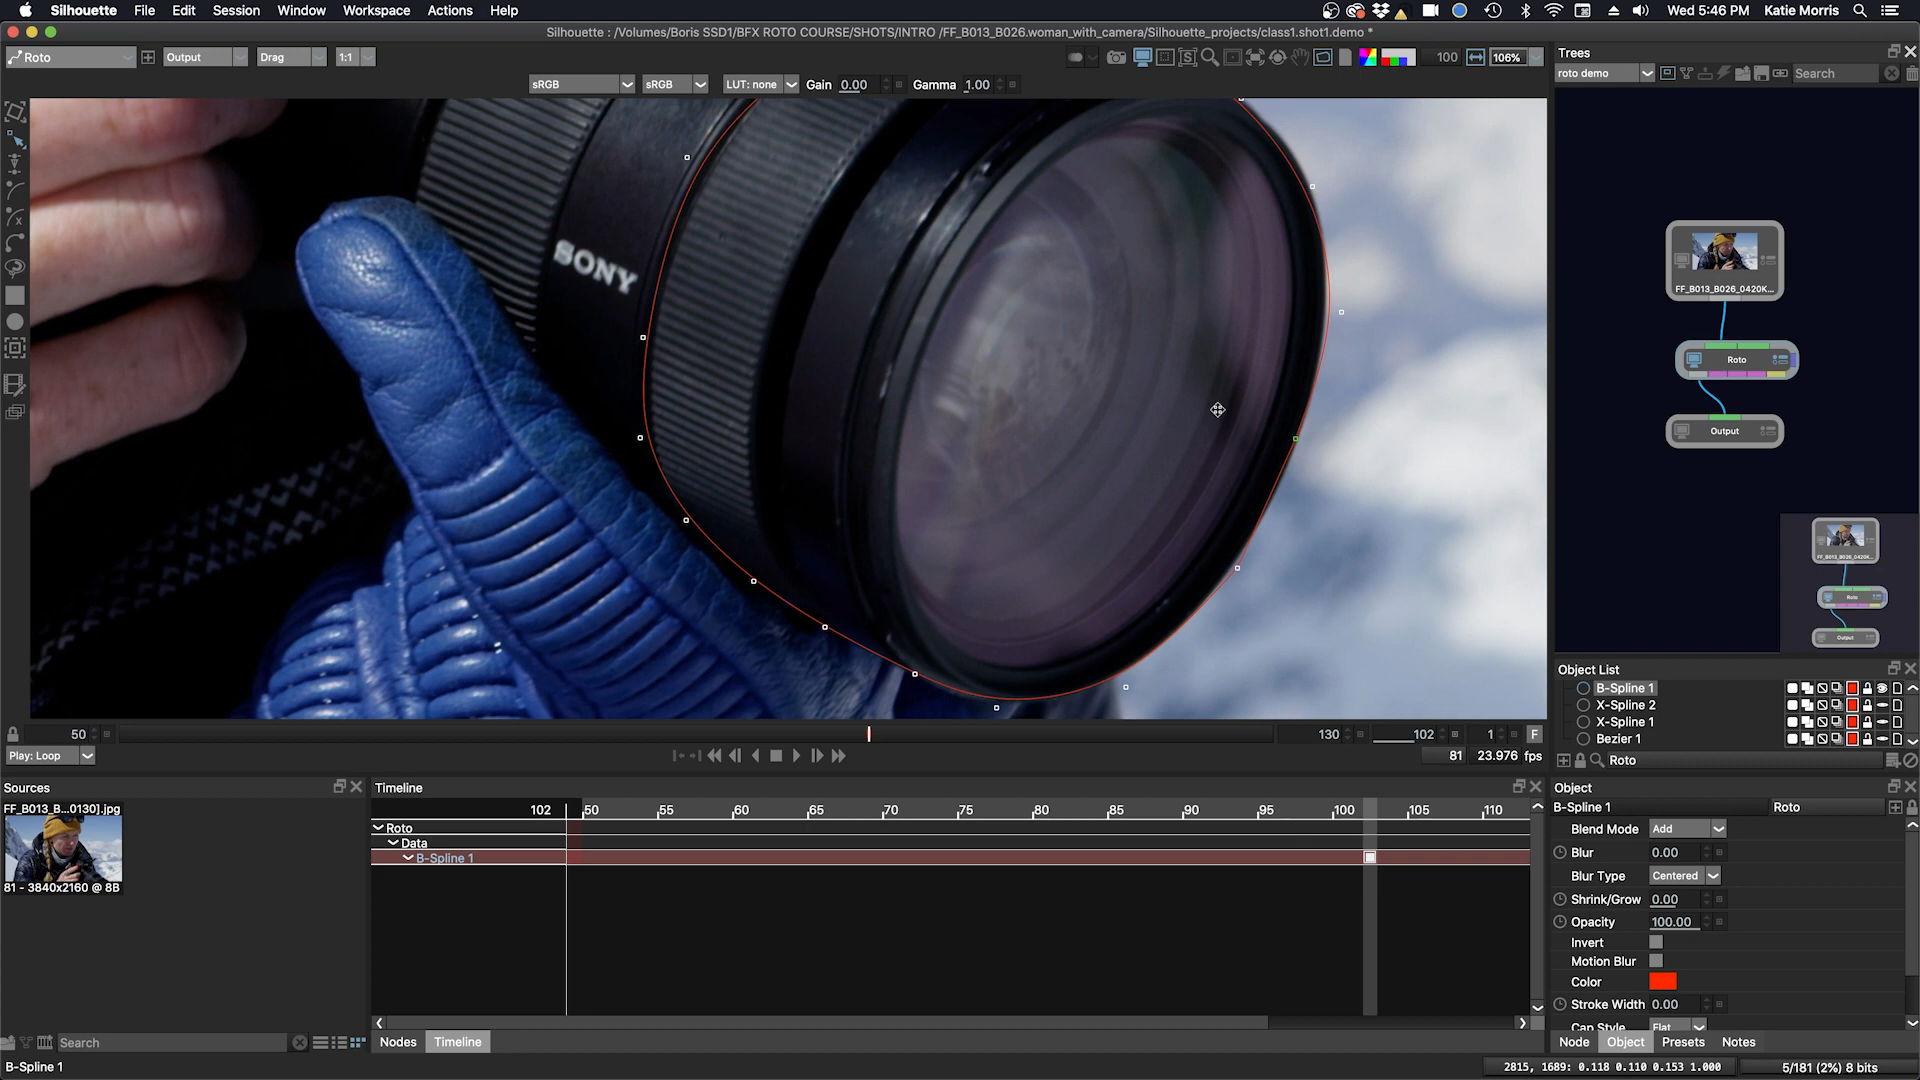 Silhouette File Edit Session Window Workspace Actions Help
Wed 5:46 PM Katie Morris
Silhouette : /Volumes/Boris SSD1/BFX ROTO COURSE/SHOTS/INTRO /FF_B013_B026.woman_with_camera/Silhouette_projects/class1.shot1.demo *
Trees
Roto Output Drag 1:1
100 106%
roto demo Search
sRGB sRGB LUT: none Gain 0.00 Gamma 1.00
SONY
FF_B013_B026_0420K...
Roto
Output
FF_B013_B026_0420K...
Roto
Output
Object List
B-Spline 1
X-Spline 2
X-Spline 1
Bezier 1
Roto
50 130 102 1 F
Play: Loop
81 23.976 fps
Sources
FF_B013_B...0130].jpg
81 - 3840x2160 @ 8B
Timeline
102 50 55 60 65 70 75 80 85 90 95 100 105 110
Roto
Data
B-Spline 1
Object
B-Spline 1 Roto
Blend Mode Add
Blur 0.00
Blur Type Centered
Shrink/Grow 0.00
Opacity 100.00
Invert
Motion Blur
Color
Stroke Width 0.00
Cap Style Flat
Search
Nodes Timeline
Node Object Presets Notes
B-Spline 1
2815, 1689: 0.118 0.110 0.153 1.000
5/181 (2%) 8 bits